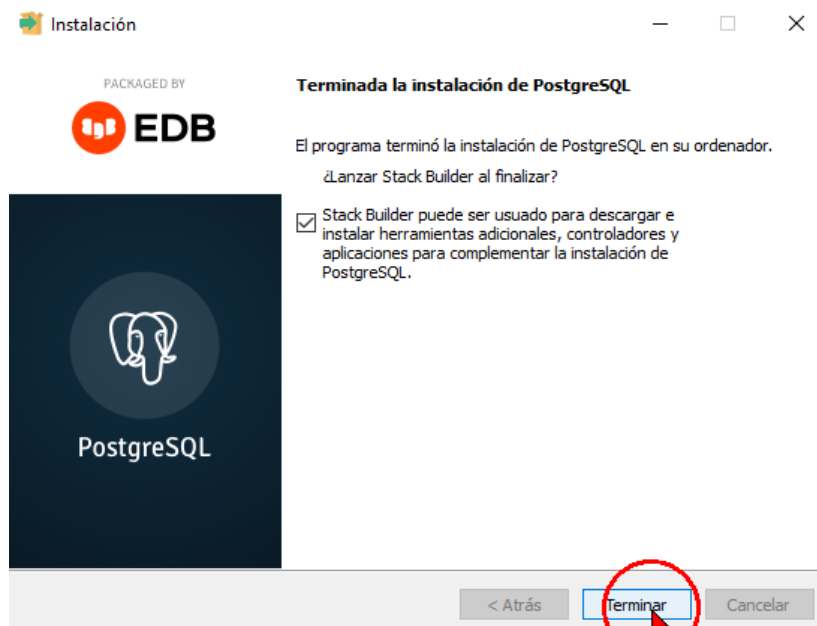 Instalación
PACKAGED BY
EDB
PostgreSQL
Terminada la instalación de PostgreSQL
El programa terminó la instalación de PostgreSQL en su ordenador.
¿Lanzar Stack Builder al finalizar?
Stack Builder puede ser usuado para descargar e
instalar herramientas adicionales, controladores y
aplicaciones para complementar la instalación de
PostgreSQL.
< Atrás
Terminar
Cancelar